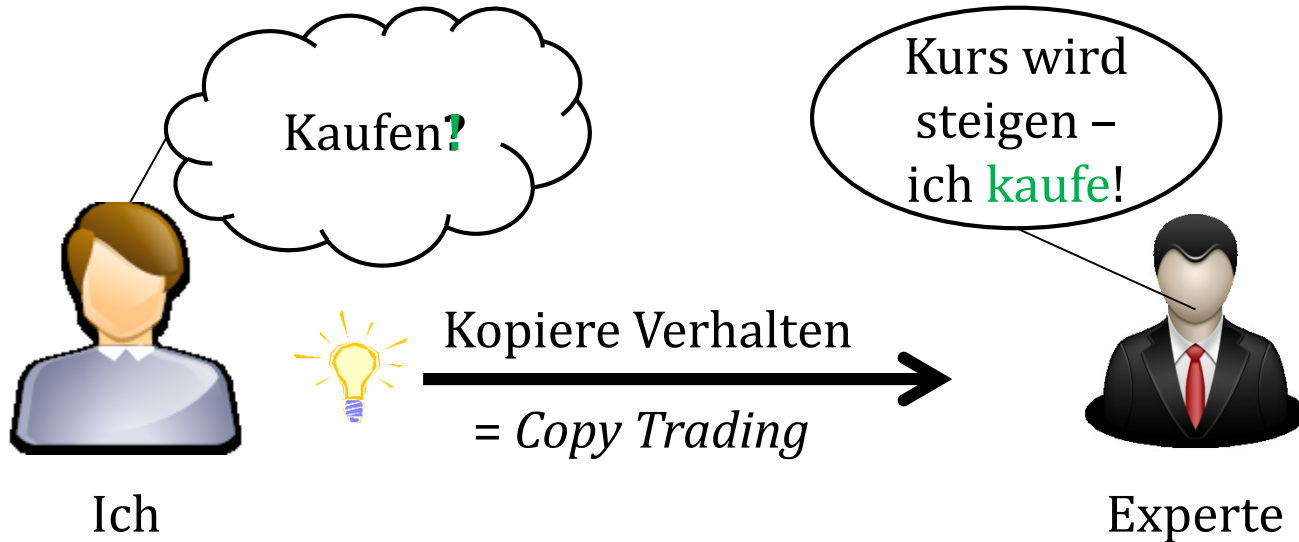 Kaufen?!
Kurs wird
steigen –
ich kaufe!
Kopiere Verhalten
= Copy Trading
Ich
Experte